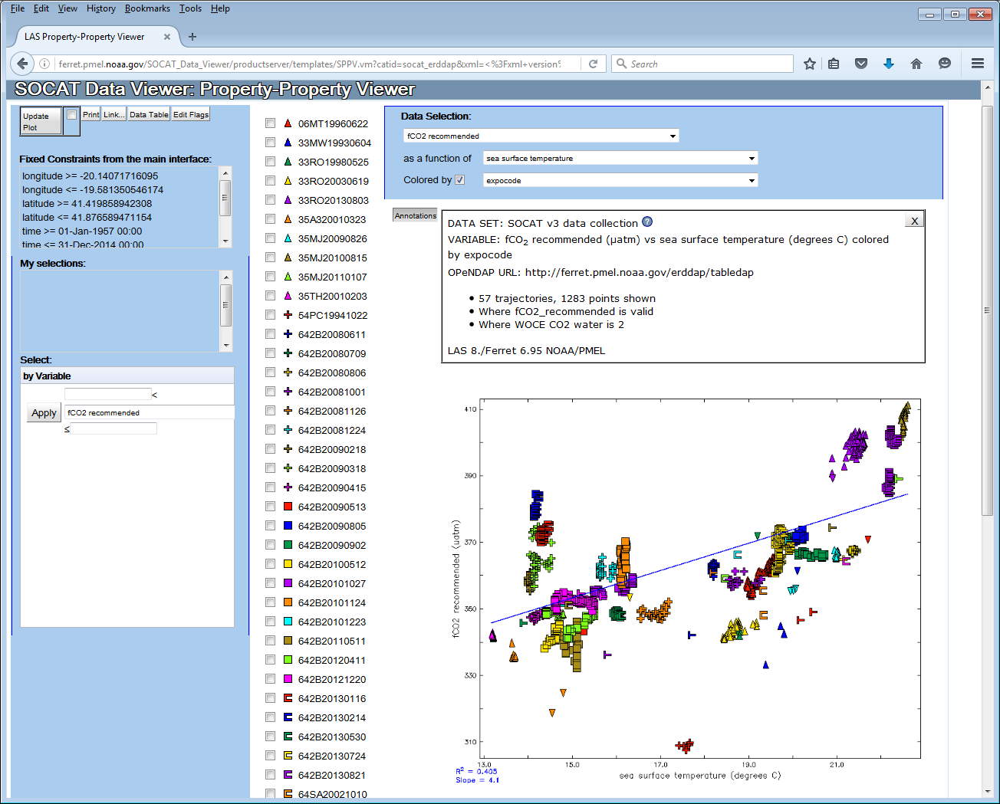 File Edit View History Bookmarks Tools Help
LAS Property-Property Viewer
ferret.pmel.noaa.gov/SOCAT_Data_Viewer/productserver/templates/SPPV.vm?catid=socat_erddap&xml=<%3Fxml+version%
Search
SOCAT Data Viewer: Property-Property Viewer
Update Plot
Print
Link...
Data Table
Edit Flags
Fixed Constraints from the main interface:
longitude >= -20.14071716095
longitude <= -19.581350546174
latitude >= 41.419858942308
latitude <= 41.876589471154
time >= 01-Jan-1957 00:00
time <= 31-Dec-2014 00:00
My selections:
Select:
by Variable
<
Apply
fCO2 recommended
≤
06MT19960622
33MW19930604
33RO19980525
33RO20030619
33RO20130803
35A320010323
35MJ20090826
35MJ20100815
35MJ20110107
35TH20010203
54PC19941022
642B20080611
642B20080709
642B20080806
642B20081001
642B20081126
642B20081224
642B20090218
642B20090318
642B20090415
642B20090513
642B20090805
642B20090902
642B20100512
642B20101027
642B20101124
642B20101223
642B20110511
642B20120411
642B20121220
642B20130116
642B20130214
642B20130530
642B20130724
642B20130821
64SA20021010
Data Selection:
fCO2 recommended
as a function of sea surface temperature
Colored by expocode
Annotations
X
DATA SET: SOCAT v3 data collection ?
VARIABLE: fCO2 recommended (µatm) vs sea surface temperature (degrees C) colored
by expocode
OPeNDAP URL: http://ferret.pmel.noaa.gov/erddap/tabledap
• 57 trajectories, 1283 points shown
• Where fCO2_recommended is valid
• Where WOCE CO2 water is 2
LAS 8./Ferret 6.95 NOAA/PMEL
410
390
370
350
330
310
fCO2 recommended (uatm)
13.0 15.0 17.0 19.0 21.0
sea surface temperature (degrees C)
R2 = 0.405
Slope = 4.1